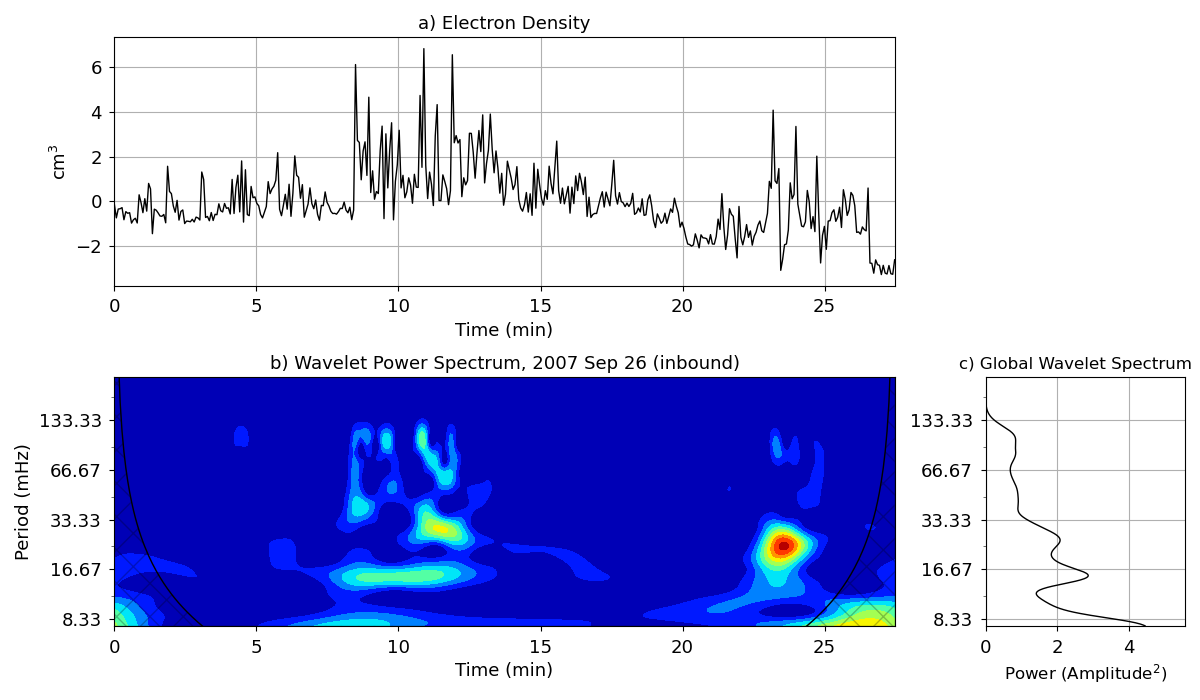 a) Electron Density
6
4
2
0
−2
cm³
0 5 10 15 20 25
Time (min)
b) Wavelet Power Spectrum, 2007 Sep 26 (inbound)
133.33
66.67
33.33
16.67
8.33
Period (mHz)
0 5 10 15 20 25
Time (min)
c) Global Wavelet Spectrum
133.33
66.67
33.33
16.67
8.33
0 2 4
Power (Amplitude²)